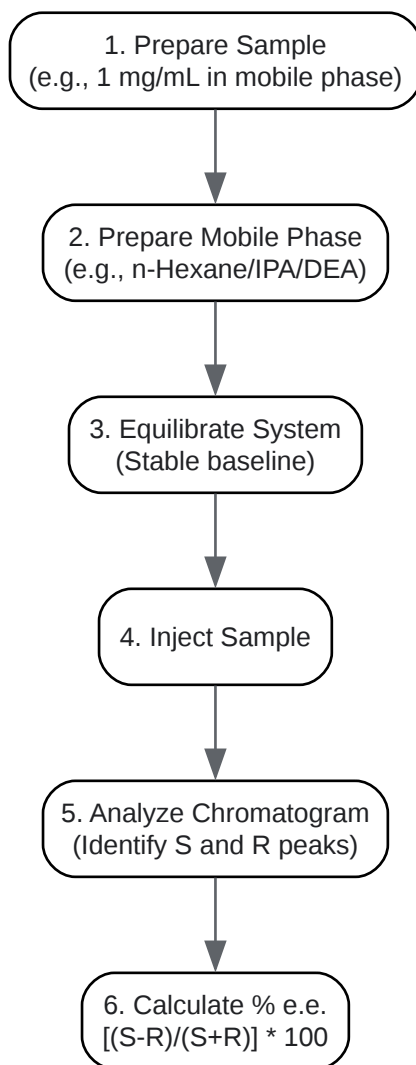 1. Prepare Sample
(e.g., 1 mg/mL in mobile phase)
2. Prepare Mobile Phase
(e.g., n-Hexane/IPA/DEA)
3. Equilibrate System
(Stable baseline)
4. Inject Sample
5. Analyze Chromatogram
(Identify S and R peaks)
6. Calculate % e.e.
[(S-R)/(S+R)] * 100